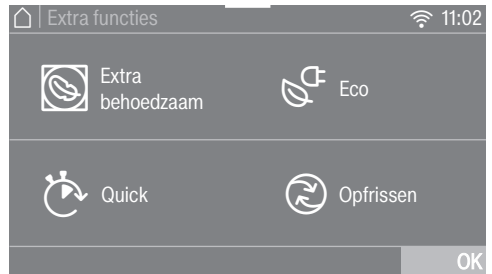 Extra functies
11:02
Extra
behoedzaam
Eco
Quick
Opfrissen
OK